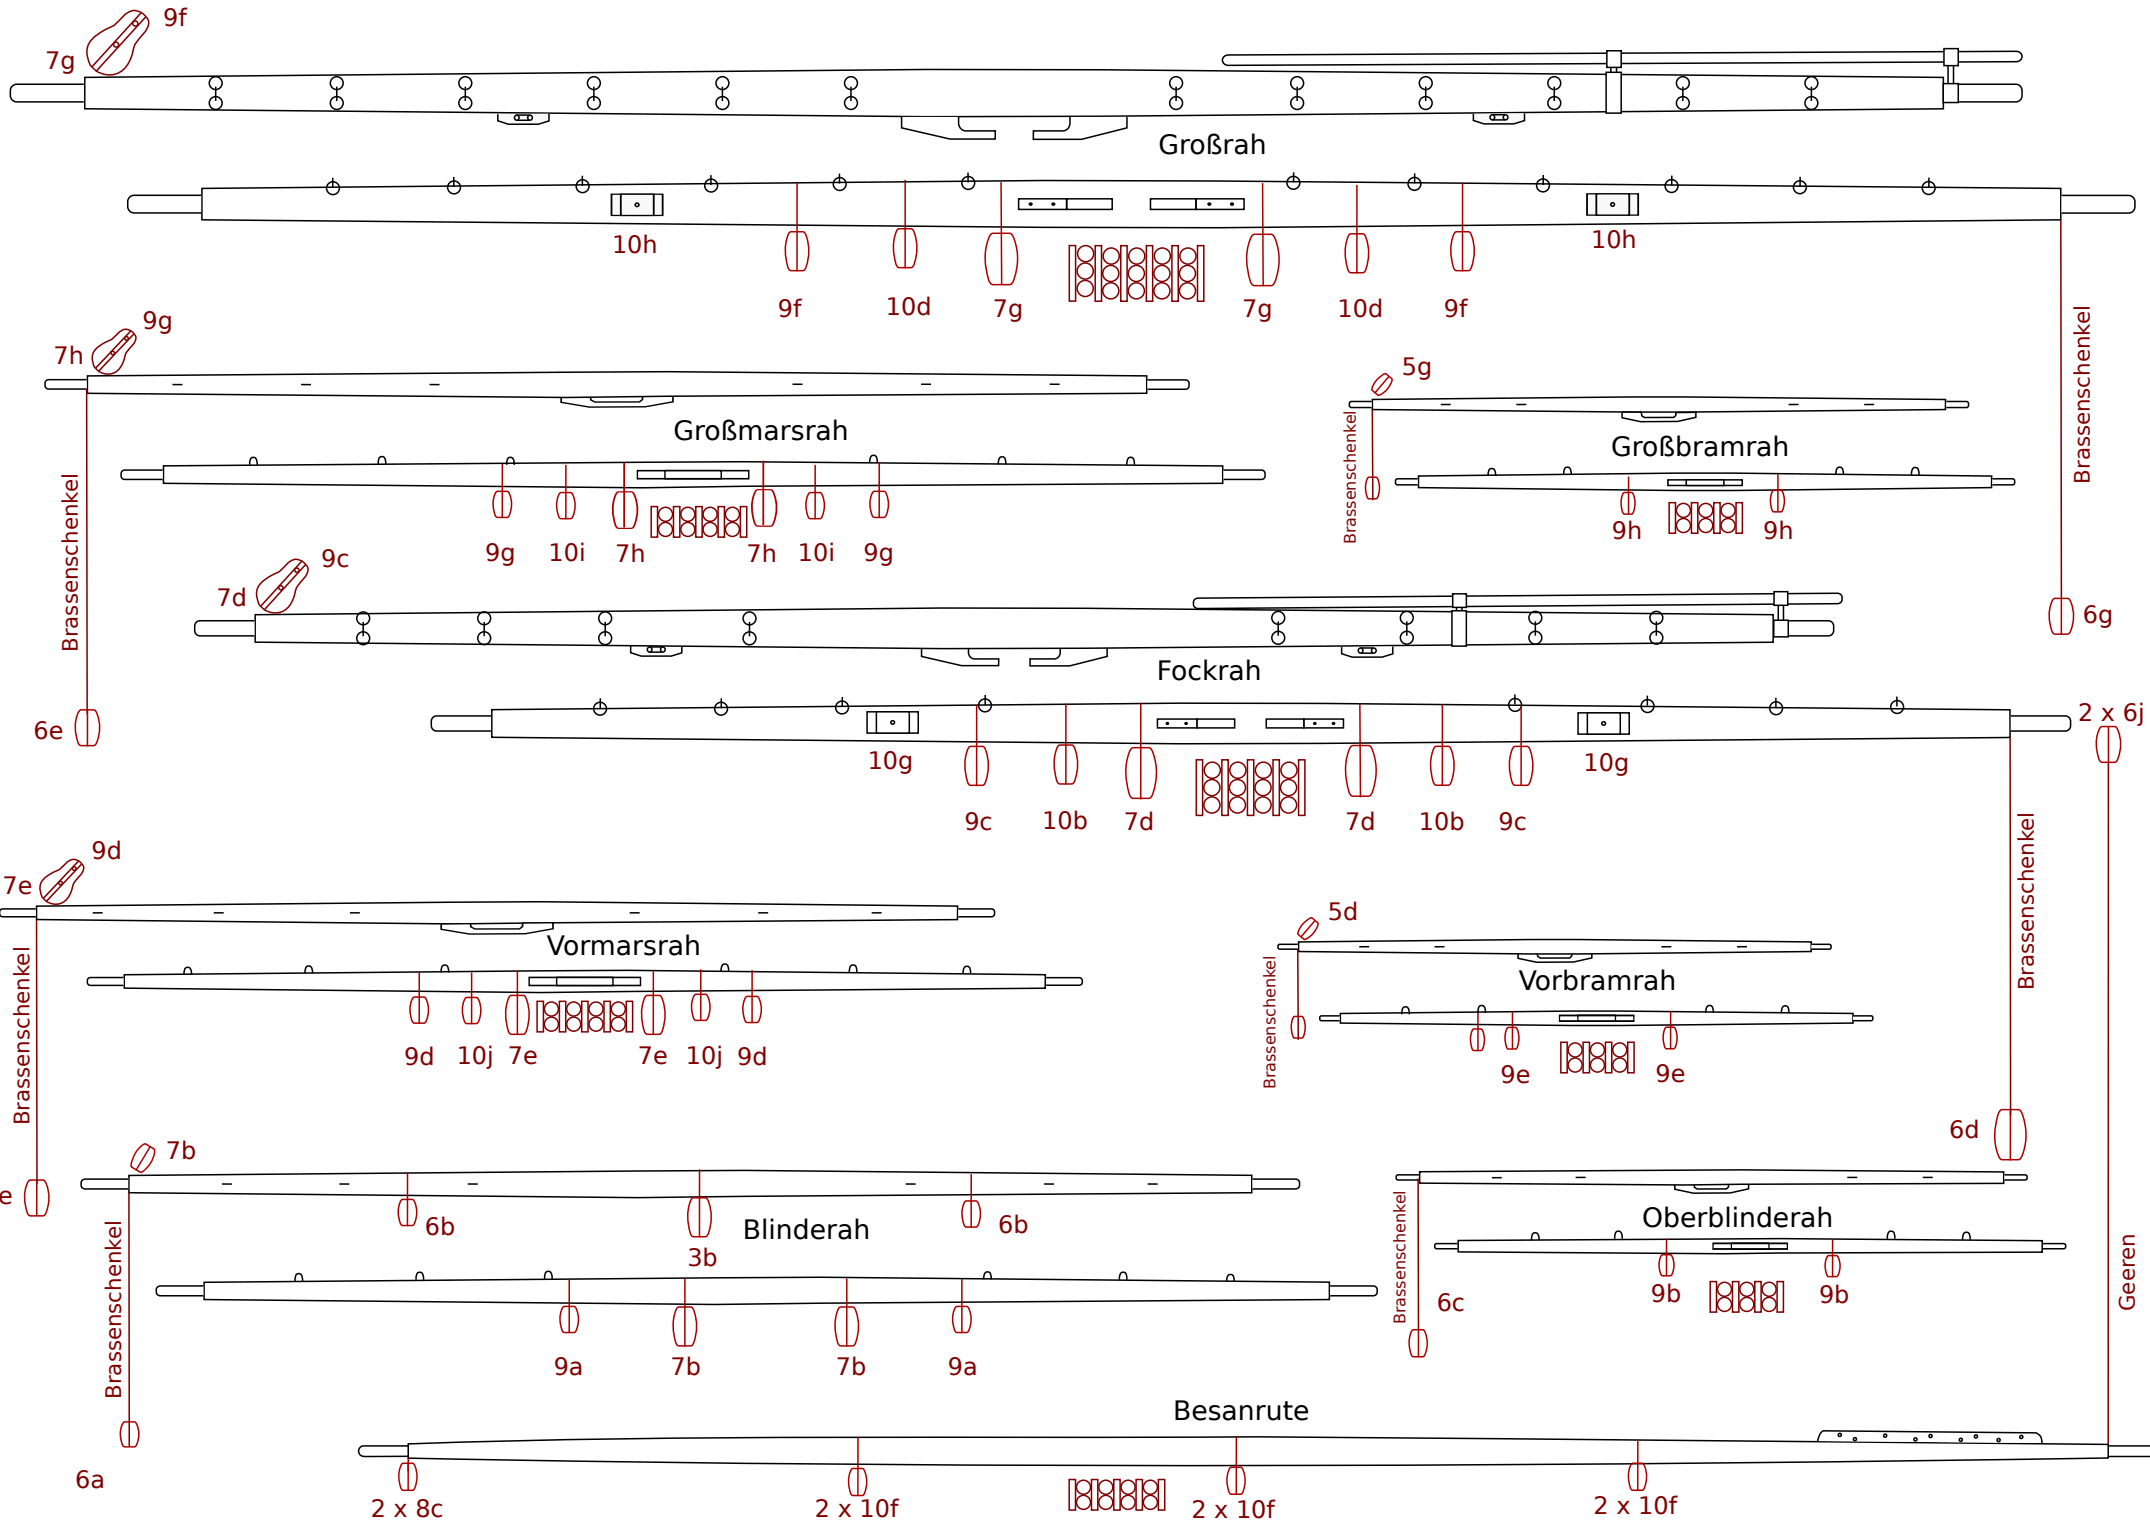 9f
7g
Großrah
10h
10h
9f
10d
7g
7g
10d
9f
Brassenschenkel
6g
9g
7h
Großmarsrah
9g
10i
7h
7h
10i
9g
Brassenschenkel
6e
5g
Großbramrah
Brassenschenkel
9h
9h
9c
7d
Fockrah
10g
10g
9c
10b
7d
7d
10b
9c
Brassenschenkel
6d
2 x 6j
Geeren
9d
7e
Vormarsrah
9d
10j
7e
7e
10j
9d
Brassenschenkel
e
5d
Vorbramrah
Brassenschenkel
9e
9e
7b
6b
3b
6b
Blinderah
Brassenschenkel
9a
7b
7b
9a
6a
Oberblinderah
Brassenschenkel
6c
9b
9b
Besanrute
2 x 8c
2 x 10f
2 x 10f
2 x 10f